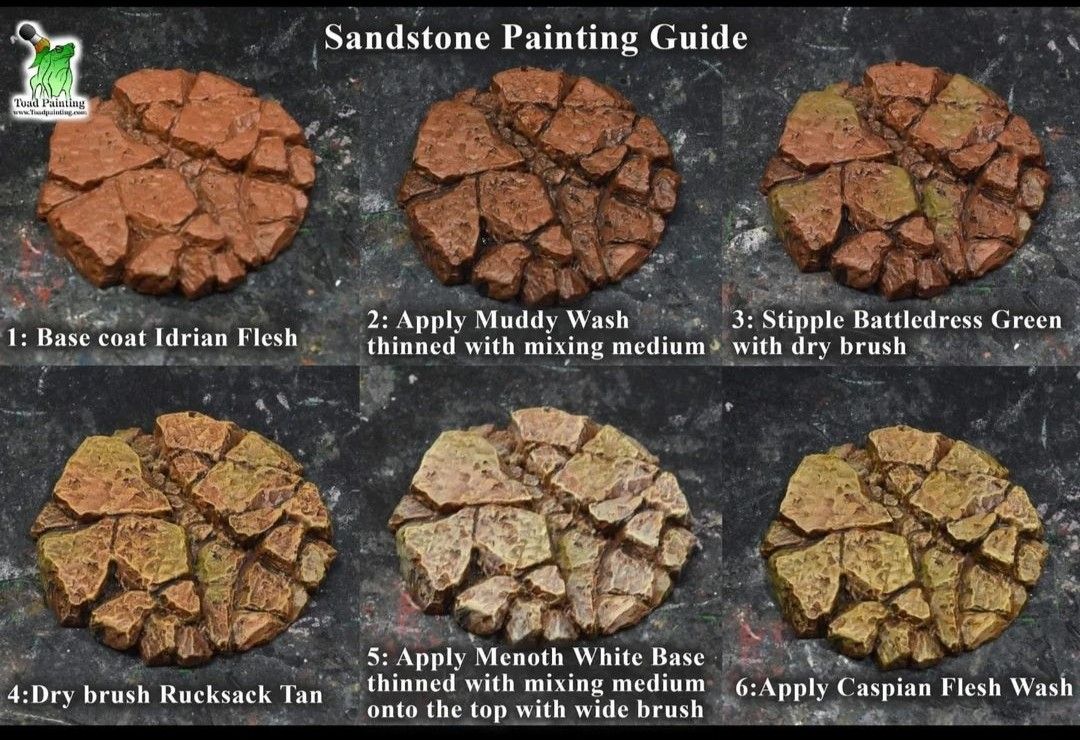 Sandstone Painting Guide
Toad Painting
www.Toadpainting.com
1: Base coat Idrian Flesh
2: Apply Muddy Wash
thinned with mixing medium
3: Stipple Battledress Green
with dry brush
4:Dry brush Rucksack Tan
5: Apply Menoth White Base
thinned with mixing medium
onto the top with wide brush
6:Apply Caspian Flesh Wash